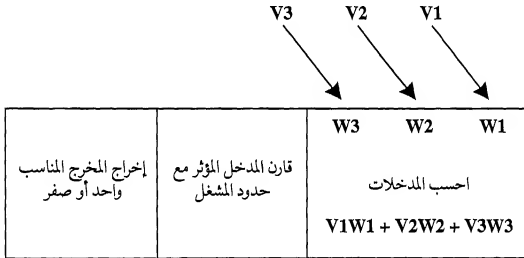 V3 V2 V1
W3 W2 W1
احسب المدخلات
V1W1 + V2W2 + V3W3
قارن المدخل المؤثر مع
حدود المشغل
إخراج المخرج المناسب
واحد أو صفر